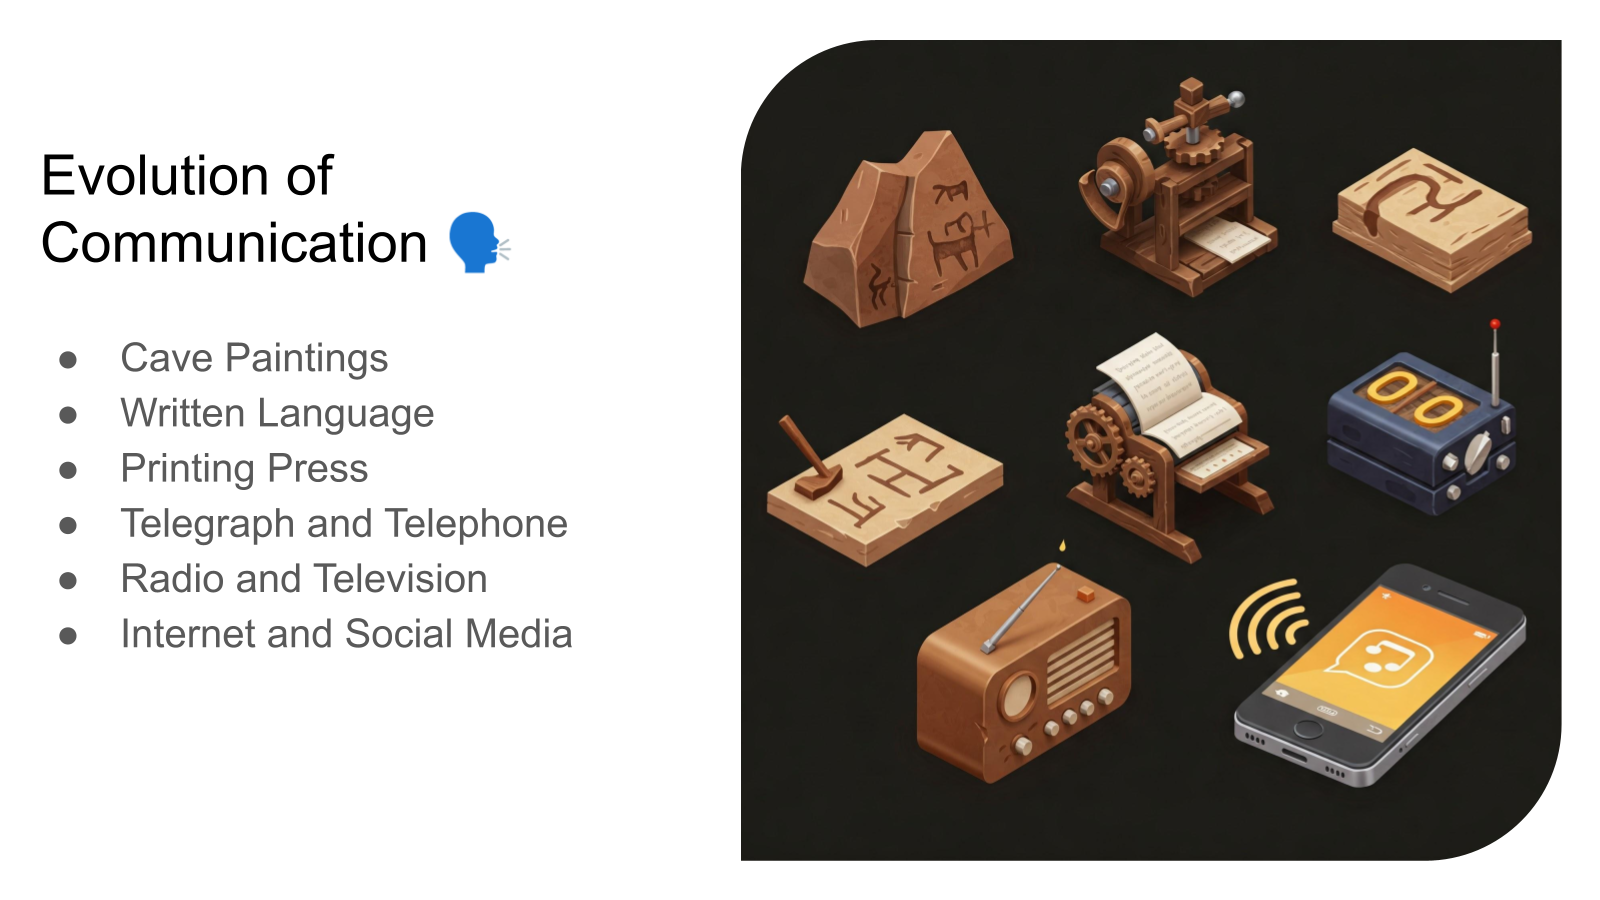 Evolution of
Communication 🗣
● Cave Paintings
● Written Language
● Printing Press
● Telegraph and Telephone
● Radio and Television
● Internet and Social Media
00